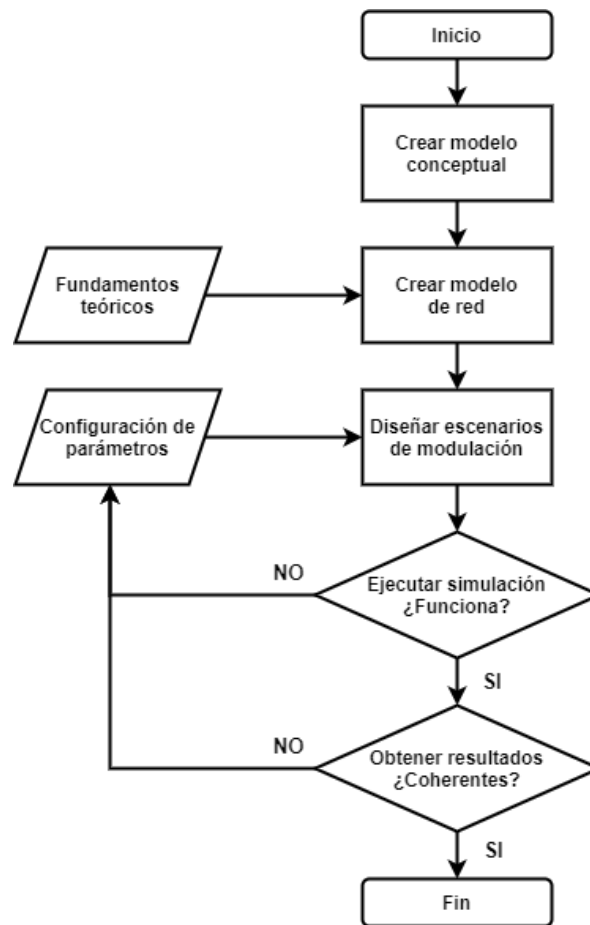 Inicio
Crear modelo
conceptual
Fundamentos
teóricos
Crear modelo
de red
Configuración de
parámetros
Diseñar escenarios
de modulación
NO
Ejecutar simulación
¿Funciona?
SI
NO
Obtener resultados
¿Coherentes?
SI
Fin